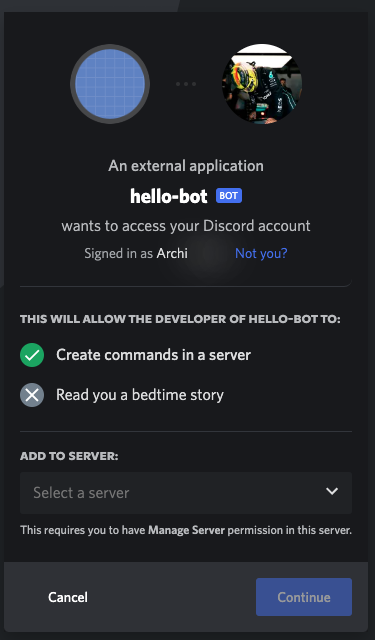 An external application
hello-bot BOT
wants to access your Discord account
Signed in as Archi Not you?
THIS WILL ALLOW THE DEVELOPER OF HELLO-BOT TO:
Create commands in a server
Read you a bedtime story
ADD TO SERVER:
Select a server
This requires you to have Manage Server permission in this server.
Cancel Continue